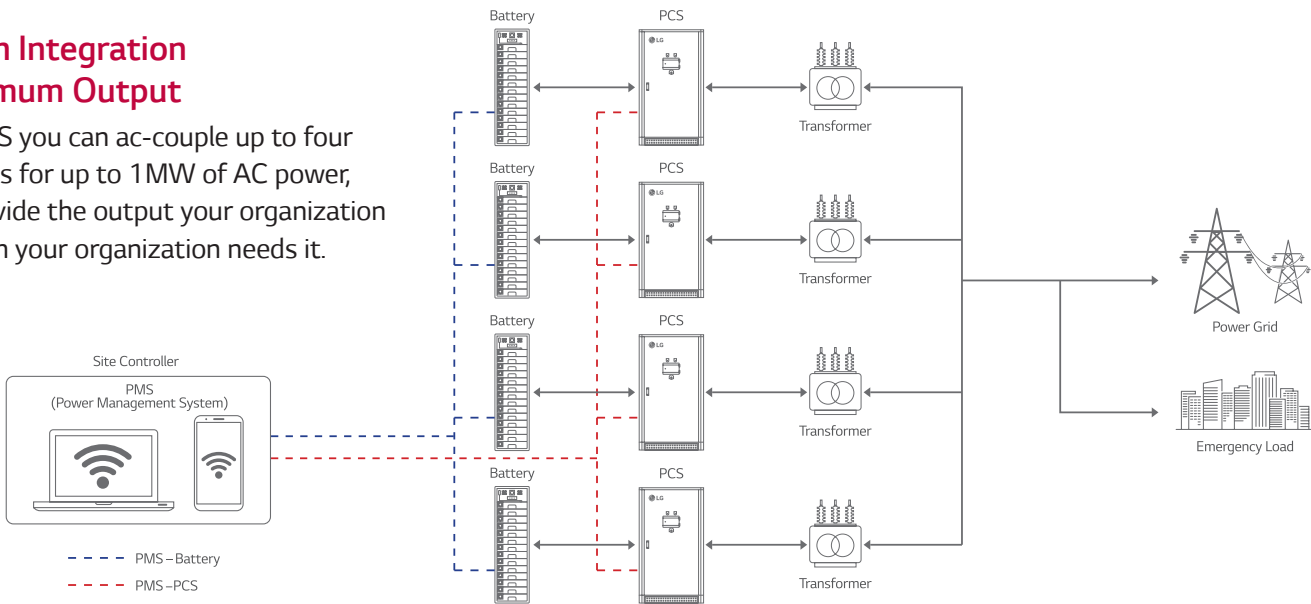 n Integration
mum Output
S you can ac-couple up to four
s for up to 1MW of AC power,
vide the output your organization
n your organization needs it.
Battery
PCS
LG
Transformer
Battery
PCS
LG
Transformer
Battery
PCS
LG
Transformer
Battery
PCS
LG
Transformer
Power Grid
Emergency Load
Site Controller
PMS
(Power Management System)
PMS – Battery
PMS –PCS